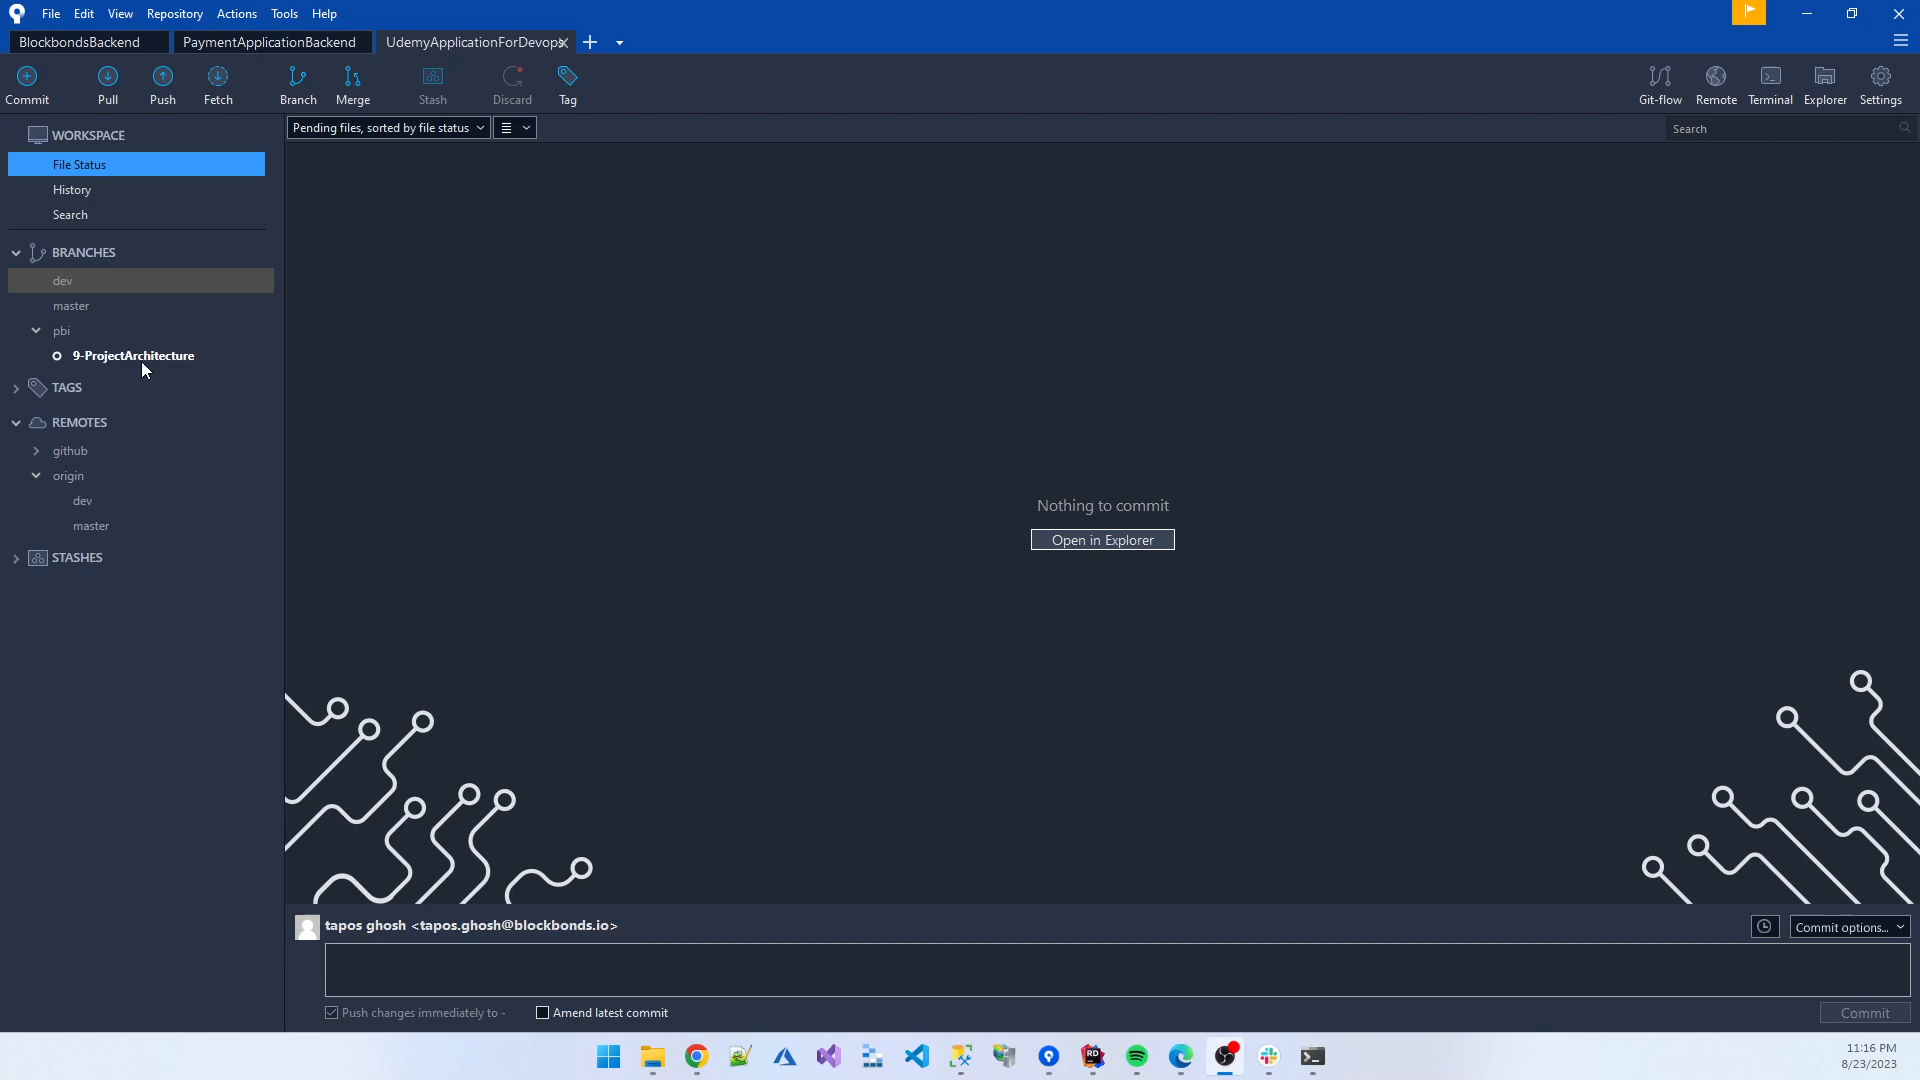 File Edit View Repository Actions Tools Help
BlockbondsBackend PaymentApplicationBackend UdemyApplicationForDevops
Commit Pull Push Fetch Branch Merge Stash Discard Tag Git-flow Remote Terminal Explorer Settings
WORKSPACE
File Status
History
Search
BRANCHES
dev
master
pbi
9-ProjectArchitecture
TAGS
REMOTES
github
origin
dev
master
STASHES
Pending files, sorted by file status
Search
Nothing to commit
Open in Explorer
tapos ghosh <tapos.ghosh@blockbonds.io>
Commit options...
Push changes immediately to - Amend latest commit
Commit
RD
11:16 PM
8/23/2023